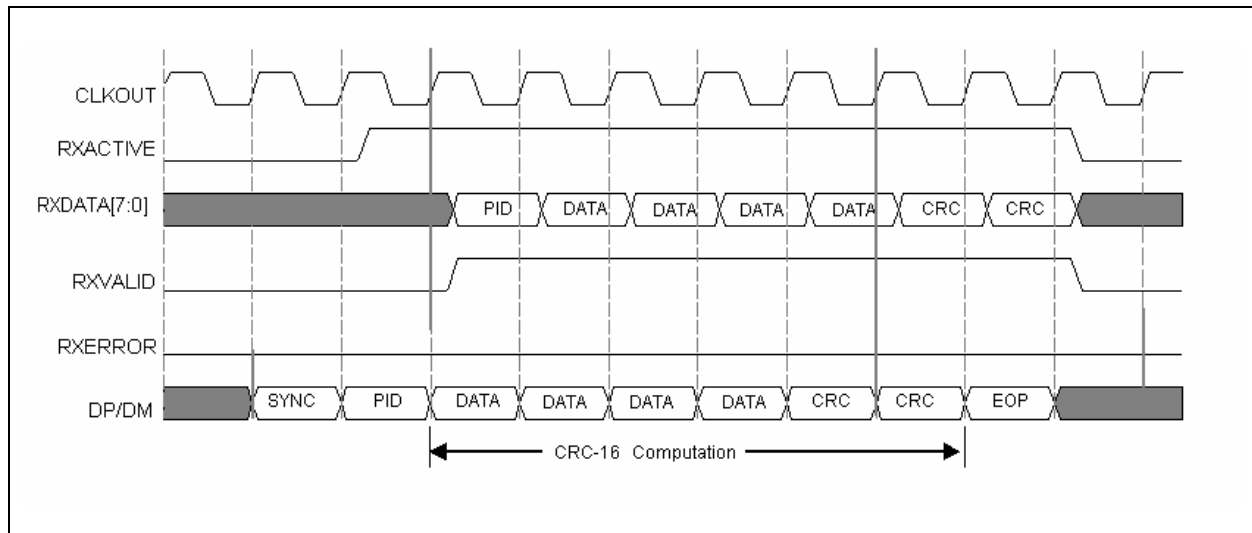 CLKOUT
RXACTIVE
RXDATA[7:0] PID DATA DATA DATA DATA CRC CRC
RXVALID
RXERROR
DP/DM SYNC PID DATA DATA DATA DATA CRC CRC EOP
CRC-16 Computation